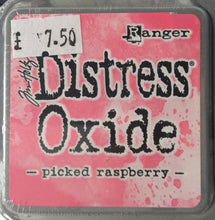 £ 7.50
Ranger
Tim Holtz
Distress®
Oxide
— picked raspberry —